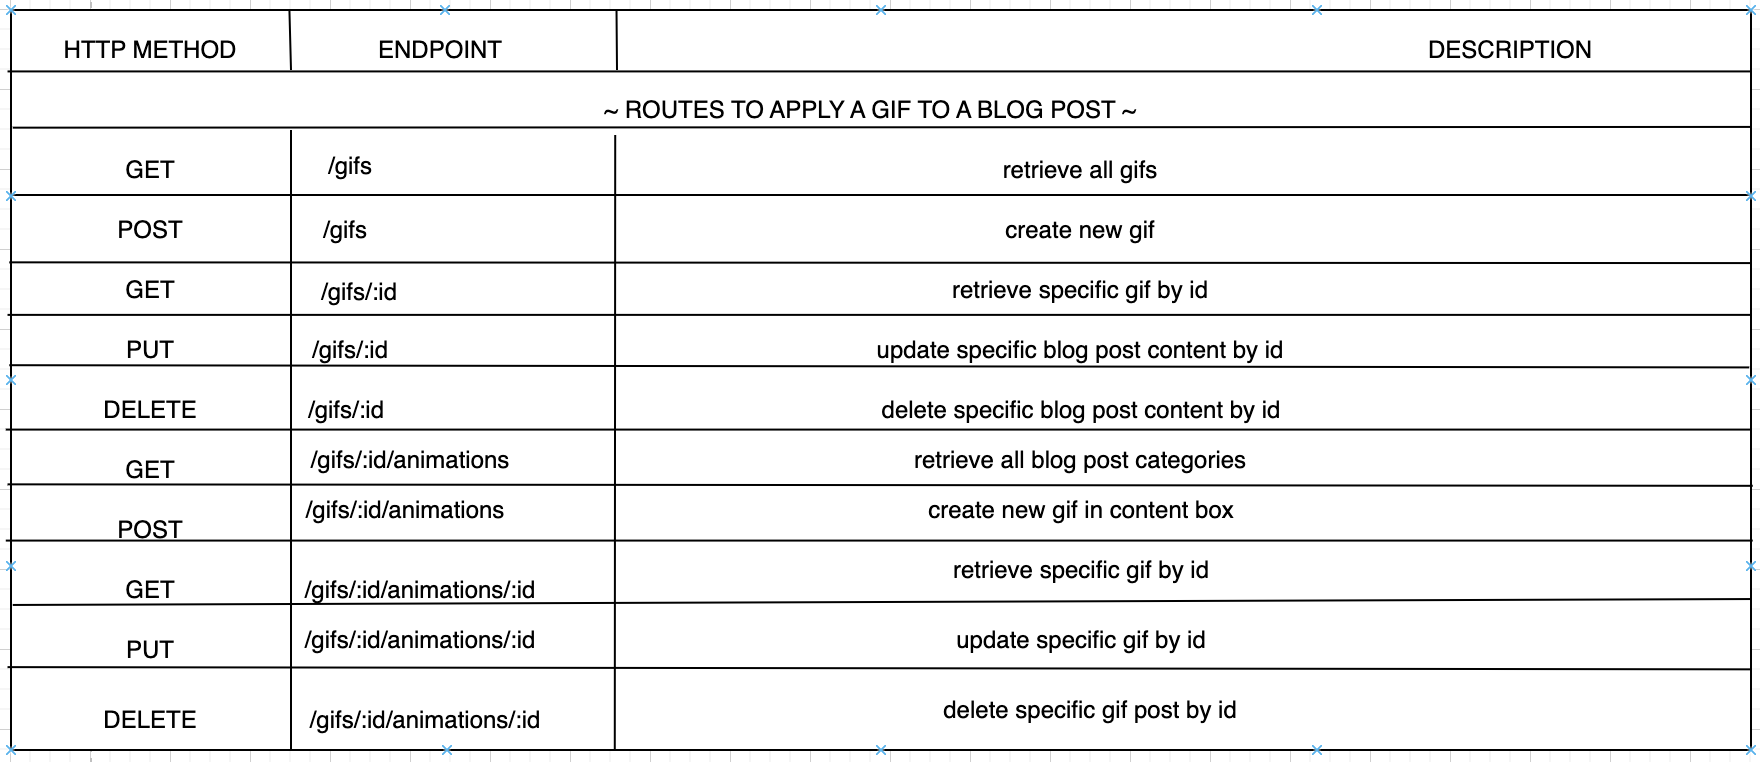 HTTP METHOD ENDPOINT DESCRIPTION
~ ROUTES TO APPLY A GIF TO A BLOG POST ~
GET /gifs retrieve all gifs
POST /gifs create new gif
GET /gifs/:id retrieve specific gif by id
PUT /gifs/:id update specific blog post content by id
DELETE /gifs/:id delete specific blog post content by id
GET /gifs/:id/animations retrieve all blog post categories
POST /gifs/:id/animations create new gif in content box
GET /gifs/:id/animations/:id retrieve specific gif by id
PUT /gifs/:id/animations/:id update specific gif by id
DELETE /gifs/:id/animations/:id delete specific gif post by id